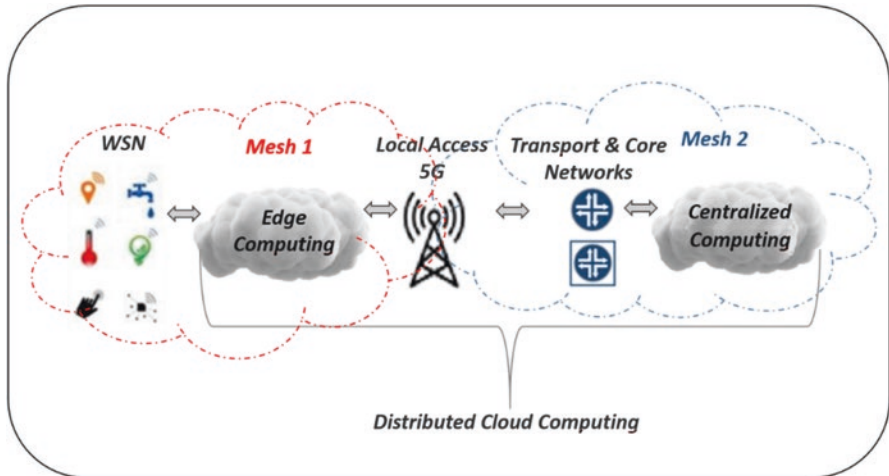 WSN
Mesh 1
Local Access
5G
Transport & Core
Networks
Mesh 2
Edge
Computing
Centralized
Computing
Distributed Cloud Computing